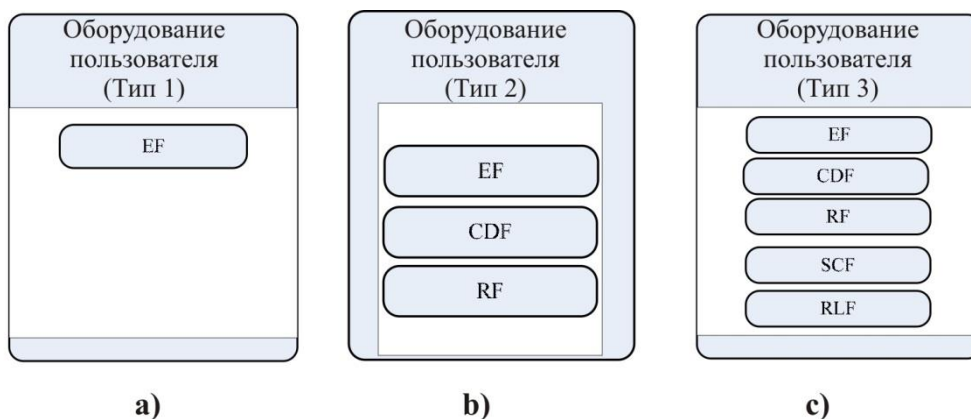 Оборудование
пользователя
(Тип 1)
EF
a)
Оборудование
пользователя
(Тип 2)
EF
CDF
RF
b)
Оборудование
пользователя
(Тип 3)
EF
CDF
RF
SCF
RLF
c)